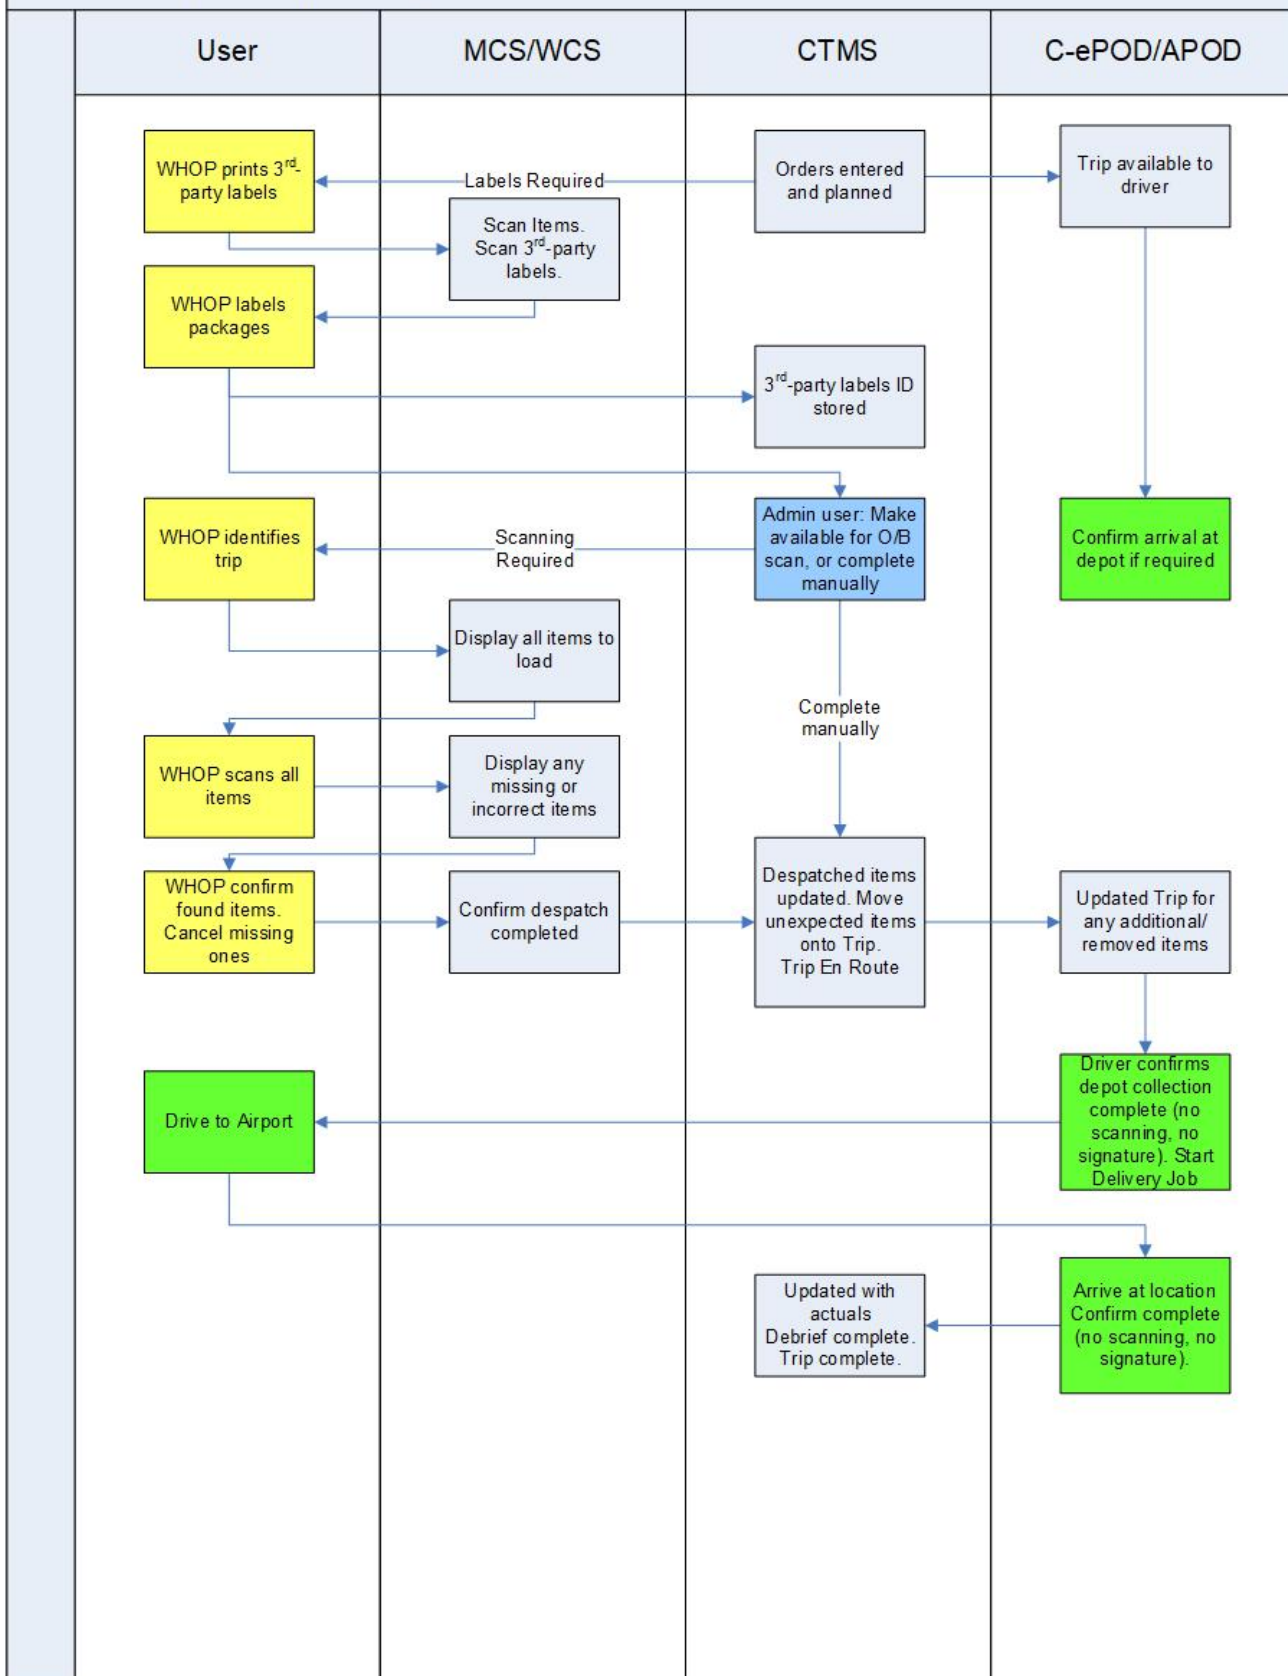 User
MCS/WCS
CTMS
C-ePOD/APOD
WHOP prints 3rd-
party labels
Labels Required
Orders entered
and planned
Trip available to
driver
Scan Items.
Scan 3rd-party
labels.
WHOP labels
packages
3rd-party labels ID
stored
WHOP identifies
trip
Scanning
Required
Admin user: Make
available for O/B
scan, or complete
manually
Confirm arrival at
depot if required
Display all items to
load
Complete
manually
WHOP scans all
items
Display any
missing or
incorrect items
WHOP confirm
found items.
Cancel missing
ones
Confirm despatch
completed
Despatched items
updated. Move
unexpected items
onto Trip.
Trip En Route
Updated Trip for
any additional/
removed items
Drive to Airport
Driver confirms
depot collection
complete (no
scanning, no
signature). Start
Delivery Job
Updated with
actuals
Debrief complete.
Trip complete.
Arrive at location
Confirm complete
(no scanning, no
signature).